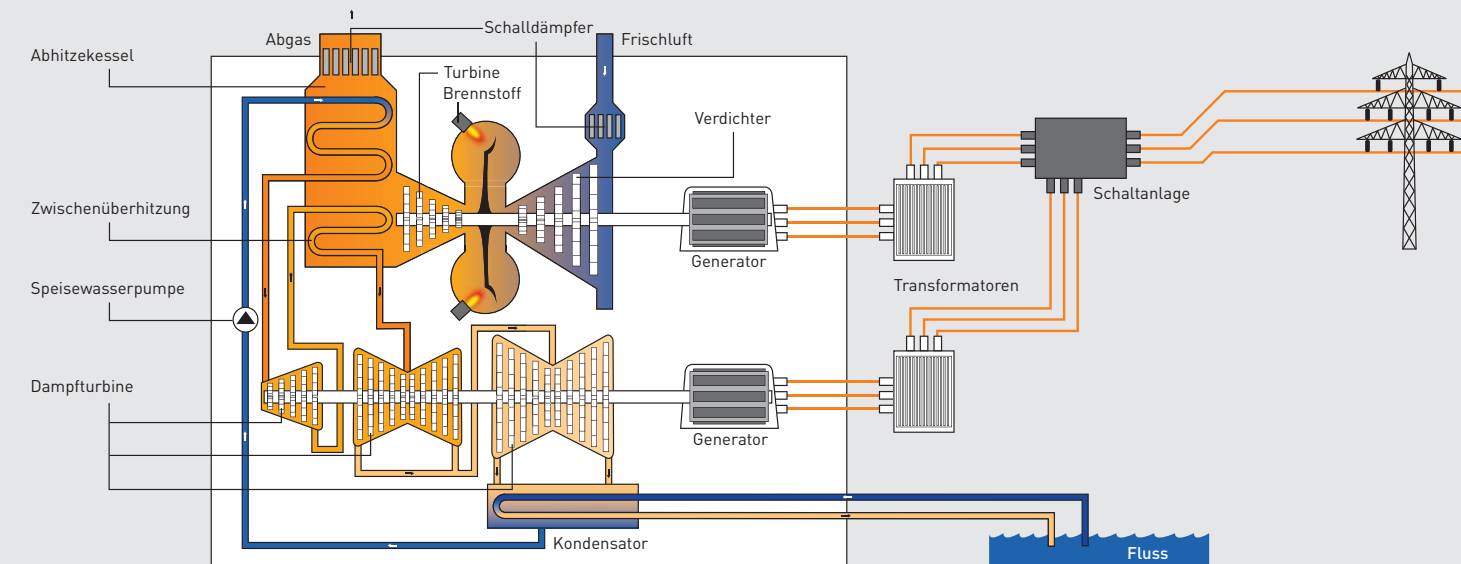 Abgas
Schalldämpfer
Frischluft
Abhitzekessel
Turbine
Brennstoff
Verdichter
Schaltanlage
Zwischenüberhitzung
Generator
Speisewasserpumpe
Transformatoren
Dampfturbine
Generator
Kondensator
Fluss